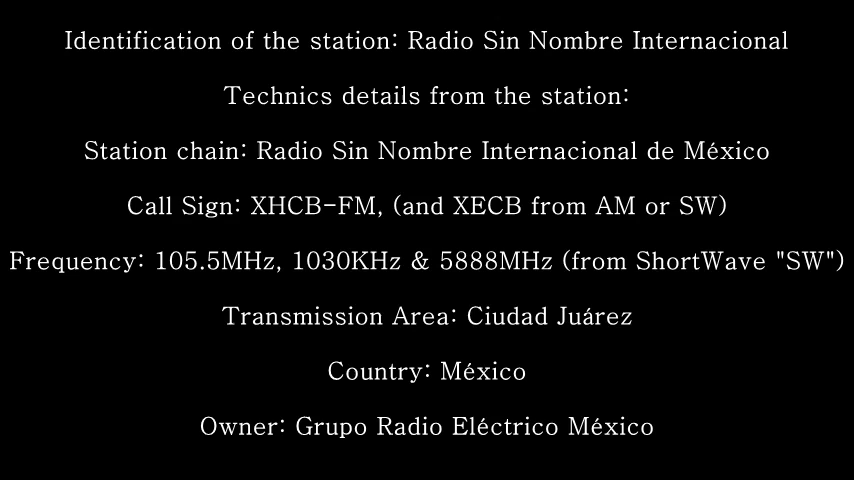 Identification of the station: Radio Sin Nombre Internacional
Technics details from the station:
Station chain: Radio Sin Nombre Internacional de México
Call Sign: XHCB-FM, (and XECB from AM or SW)
Frequency: 105.5MHz, 1030KHz & 5888MHz (from ShortWave "SW")
Transmission Area: Ciudad Juárez
Country: México
Owner: Grupo Radio Eléctrico México